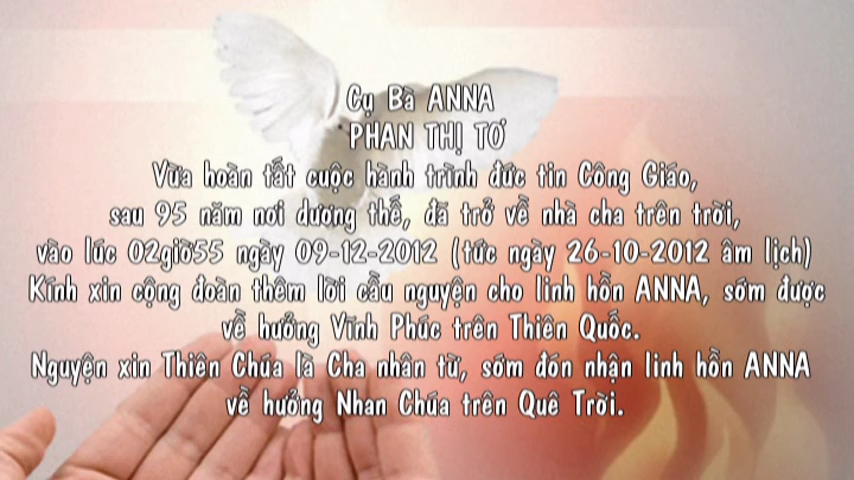 Cụ Bà ANNA
PHAN THỊ TƠ
Vừa hoàn tất cuộc hành trình đức tin Công Giáo,
sau 95 năm nơi dương thế, đã trở về nhà cha trên trời,
vào lúc 02giờ55 ngày 09-12-2012 (tức ngày 26-10-2012 âm lịch)
Kính xin cộng đoàn thêm lời cầu nguyện cho linh hồn ANNA, sớm được
về hưởng Vĩnh Phúc trên Thiên Quốc.
Nguyện xin Thiên Chúa là Cha nhân từ, sớm đón nhận linh hồn ANNA
về hưởng Nhan Chúa trên Quê Trời.